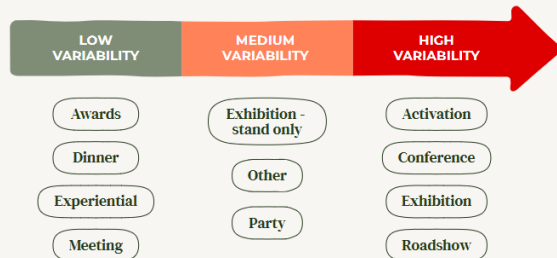 LOW
VARIABILITY
MEDIUM
VARIABILITY
HIGH
VARIABILITY
Awards
Dinner
Experiential
Meeting
Exhibition -
stand only
Other
Party
Activation
Conference
Exhibition
Roadshow